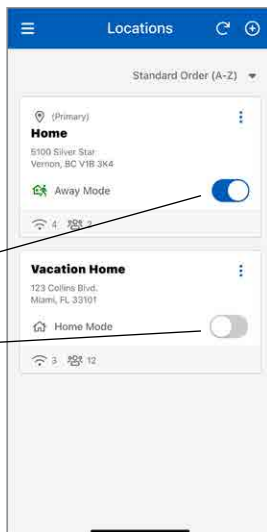 Locations
Standard Order (A-Z)
(Primary)
Home
5100 Silver Star
Vernon, BC V1B 3K4
Away Mode
4 2
Vacation Home
123 Collins Blvd.
Miami, FL 33101
Home Mode
3 12